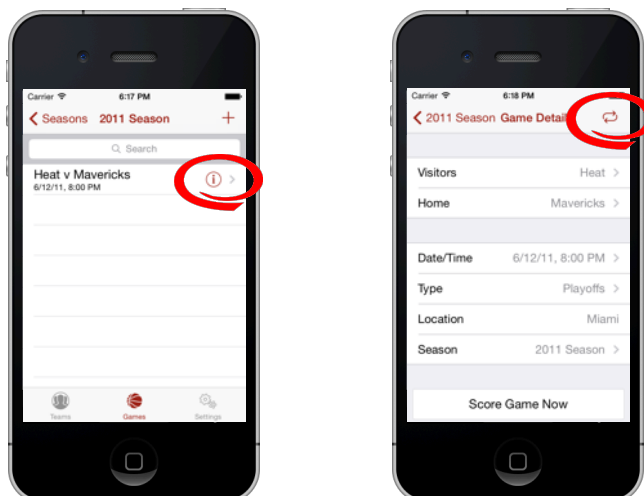 Carrier 6:17 PM
Seasons 2011 Season +
Search
Heat v Mavericks
6/12/11, 8:00 PM
i
Teams Games Settings
Carrier 6:18 PM
2011 Season Game Detail
Visitors Heat
Home Mavericks
Date/Time 6/12/11, 8:00 PM
Type Playoffs
Location Miami
Season 2011 Season
Score Game Now